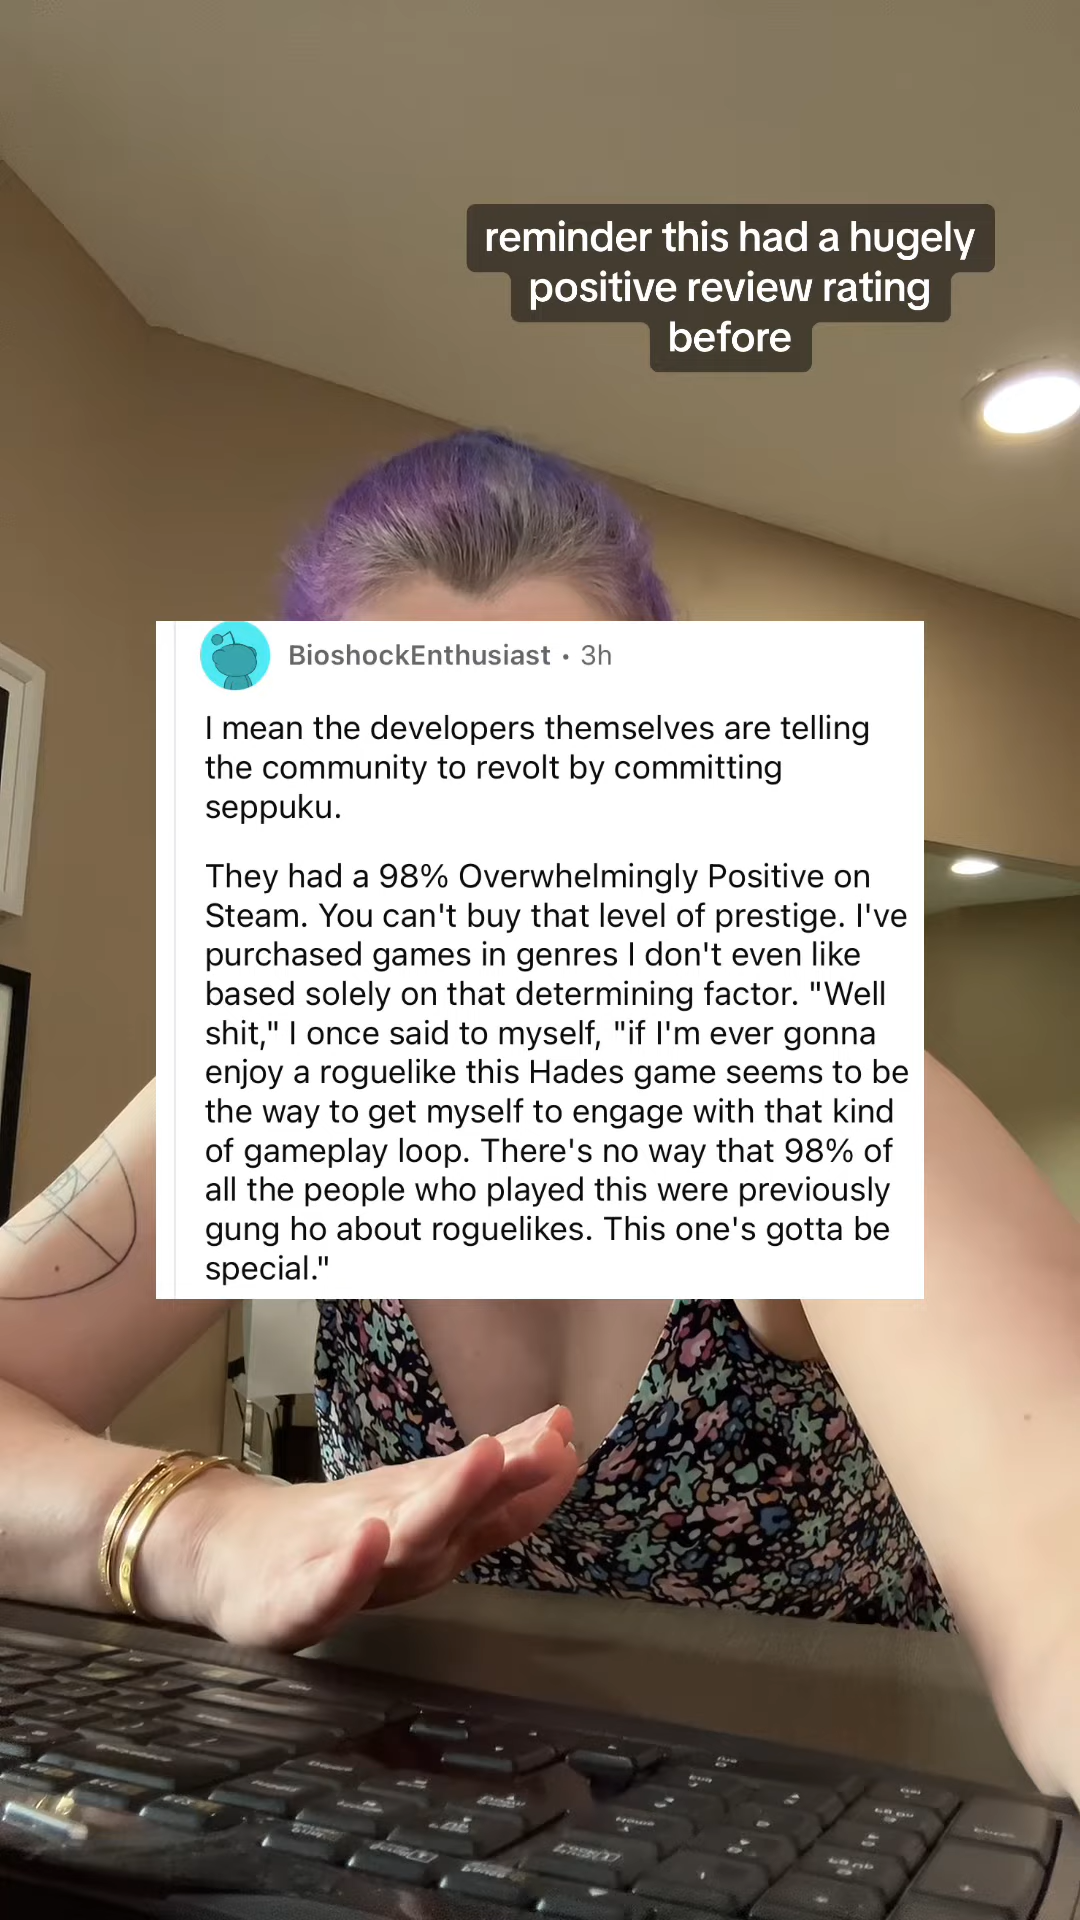 reminder this had a hugely
positive review rating
before
BioshockEnthusiast • 3h
I mean the developers themselves are telling
the community to revolt by committing
seppuku.
They had a 98% Overwhelmingly Positive on
Steam. You can't buy that level of prestige. I've
purchased games in genres I don't even like
based solely on that determining factor. "Well
shit," I once said to myself, "if I'm ever gonna
enjoy a roguelike this Hades game seems to be
the way to get myself to engage with that kind
of gameplay loop. There's no way that 98% of
all the people who played this were previously
gung ho about roguelikes. This one's gotta be
special."